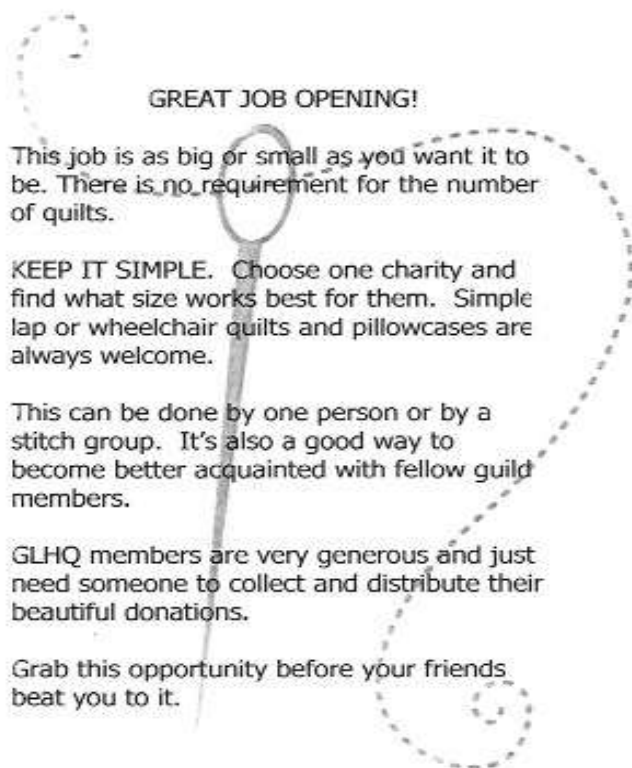 GREAT JOB OPENING!
This job is as big or small as you want it to
be. There is no requirement for the number
of quilts.
KEEP IT SIMPLE.  Choose one charity and
find what size works best for them.  Simple
lap or wheelchair quilts and pillowcases are
always welcome.
This can be done by one person or by a
stitch group.  It's also a good way to
become better acquainted with fellow guild
members.
GLHQ members are very generous and just
need someone to collect and distribute their
beautiful donations.
Grab this opportunity before your friends
beat you to it.